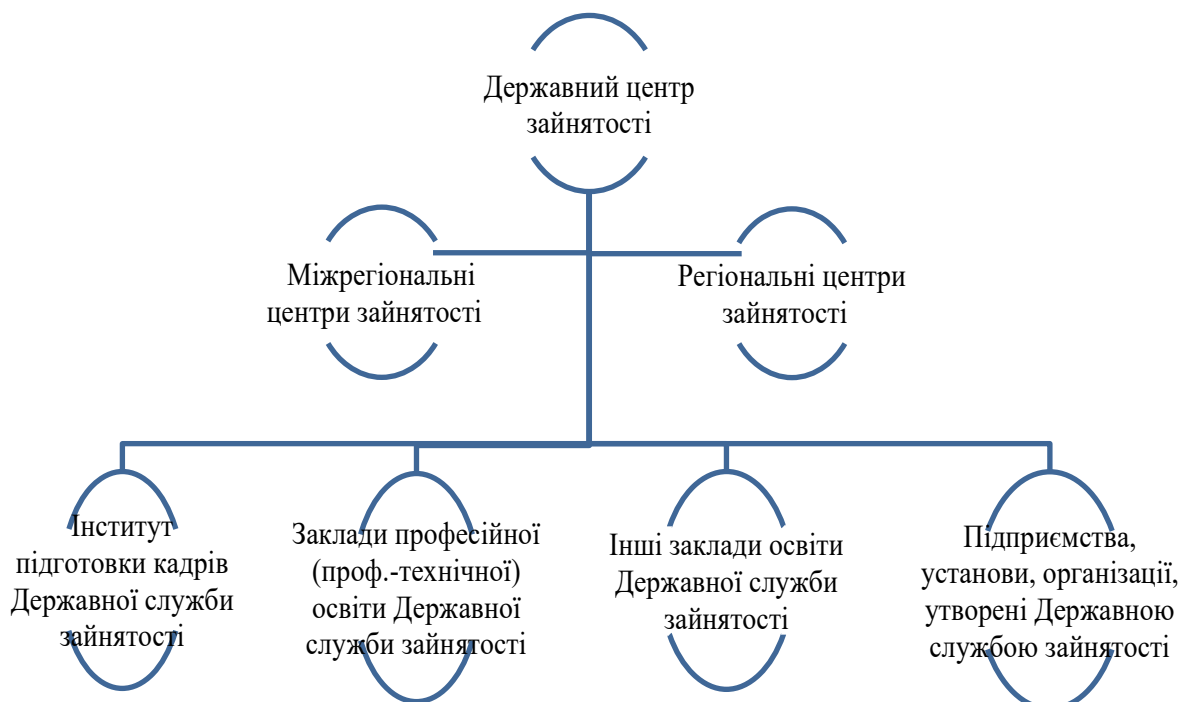 Державний центр
зайнятості
Міжрегіональні
центри зайнятості
Регіональні центри
зайнятості
Інститут
підготовки кадрів
Державної служби
зайнятості
Заклади професійної
(проф.-технічної)
освіти Державної
служби зайнятості
Інші заклади освіти
Державної служби
зайнятості
Підприємства,
установи, організації,
утворені Державною
службою зайнятості